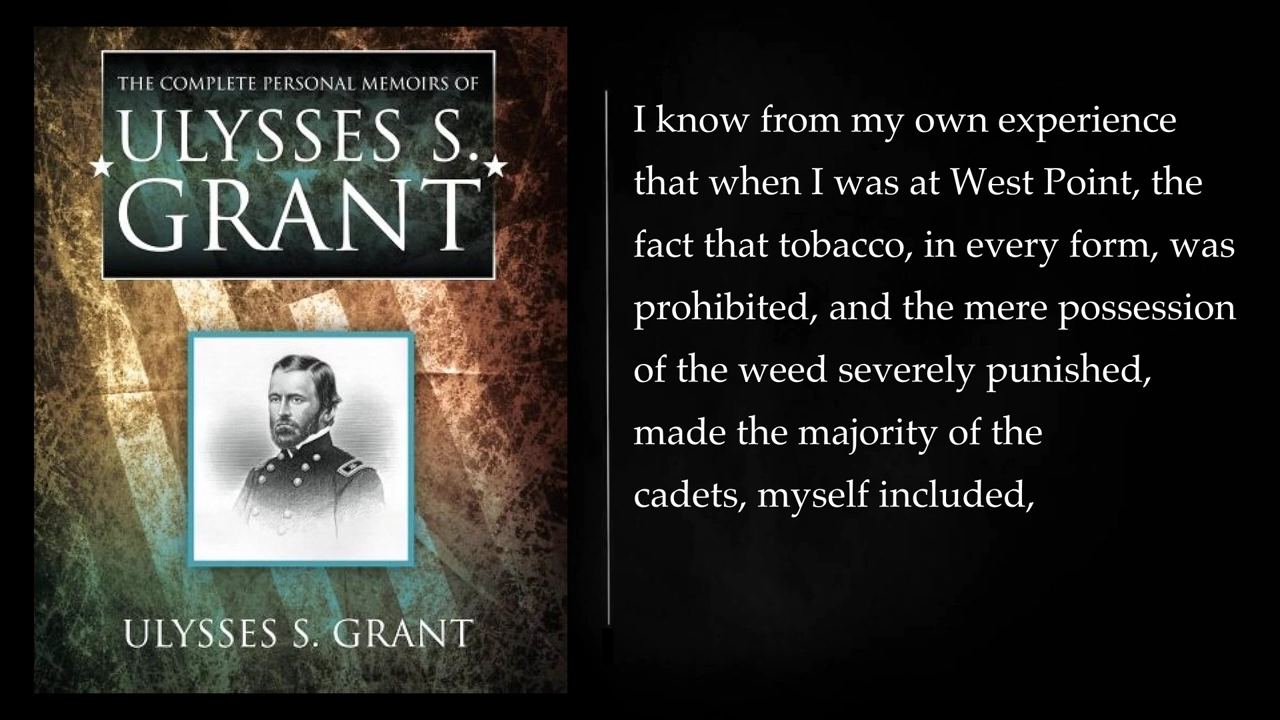 THE COMPLETE PERSONAL MEMOIRS OF
ULYSSES S.
GRANT
ULYSSES S. GRANT
I know from my own experience
that when I was at West Point, the
fact that tobacco, in every form, was
prohibited, and the mere possession
of the weed severely punished,
made the majority of the
cadets, myself included,